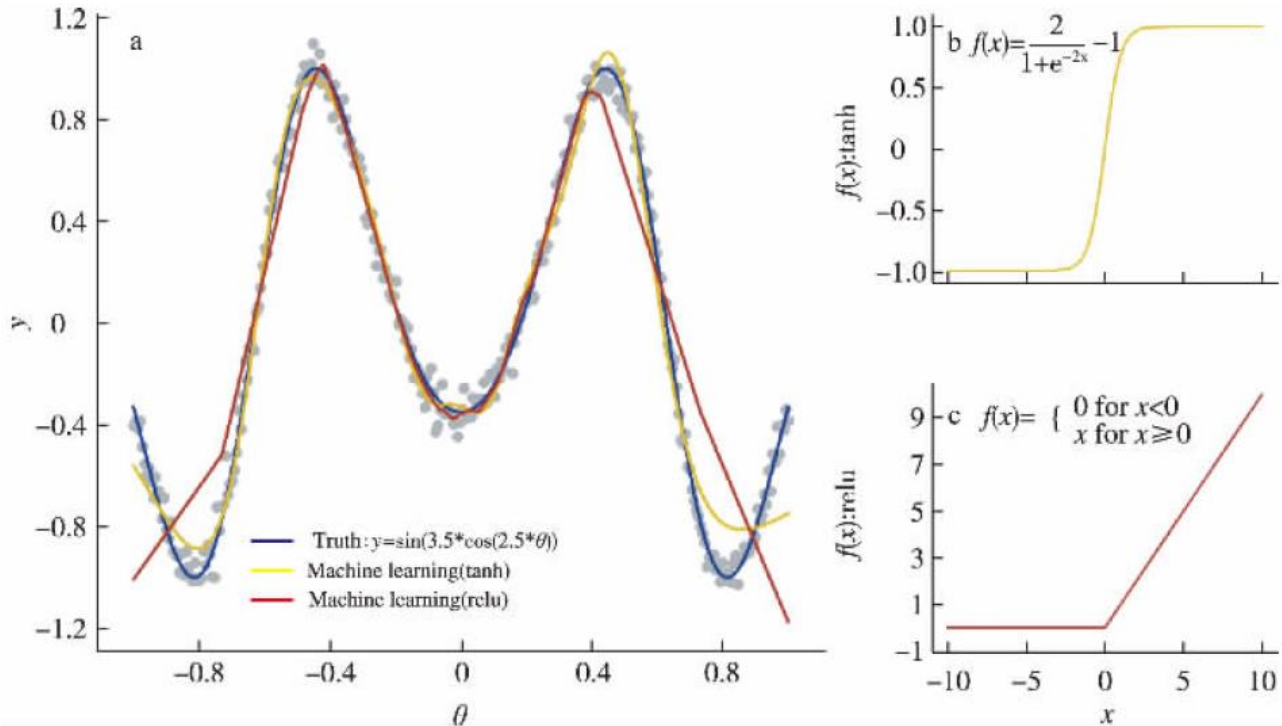 a
1.2
0.8
0.4
0
−0.4
−0.8
−1.2
y
Truth:y=sin(3.5*cos(2.5*θ))
Machine learning(tanh)
Machine learning(relu)
−0.8 −0.4 0 0.4 0.8
θ
b f(x)=2/(1+e^{-2x}) −1
1.0
0.5
0
−0.5
−1.0
f(x):tanh
c f(x)= { 0 for x<0
x for x⩾0
9
7
5
3
1
−1
f(x):relu
−10 −5 0 5 10
x